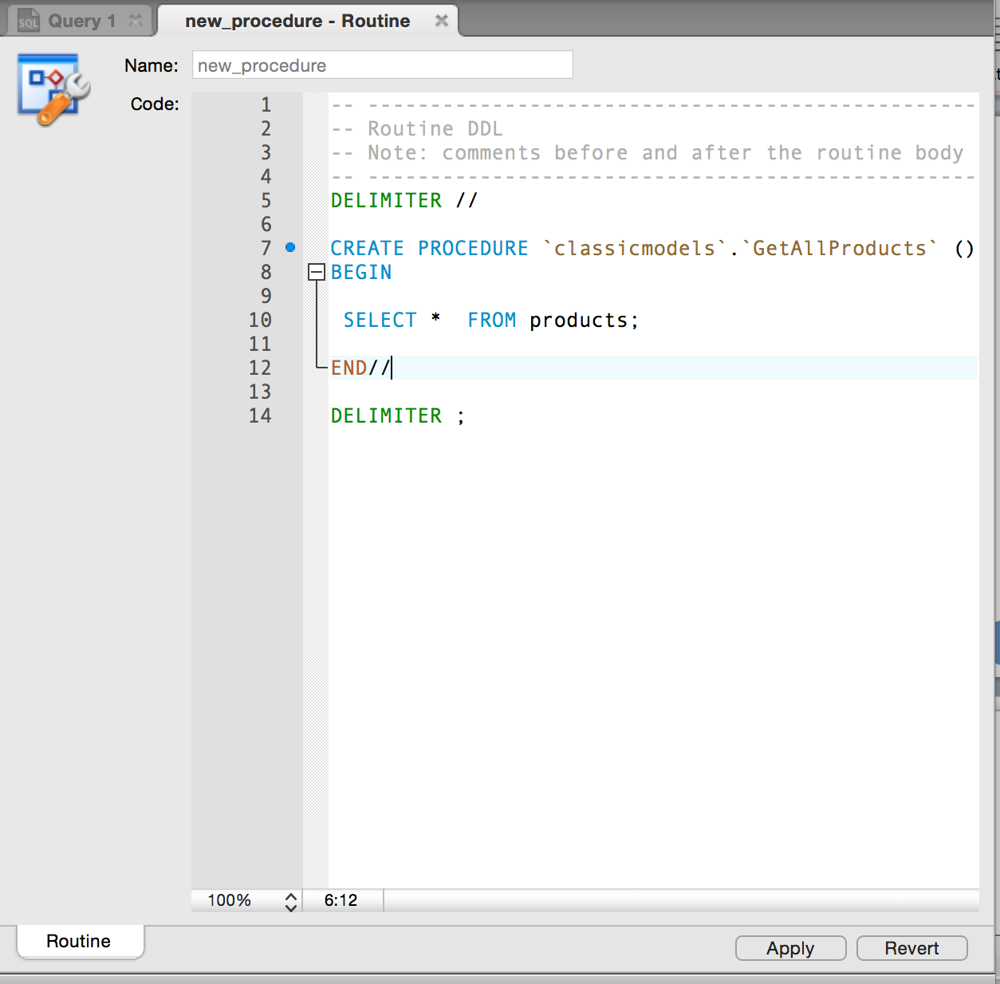 SQL Query 1
new_procedure - Routine
Name: new_procedure
Code:
1 -- -------------------------------------------------
2 -- Routine DDL
3 -- Note: comments before and after the routine body
4 -- -------------------------------------------------
5 DELIMITER //
6
7 CREATE PROCEDURE `classicmodels`.`GetAllProducts` ()
8 BEGIN
9
10 SELECT *  FROM products;
11
12 END//
13
14 DELIMITER ;
100% 6:12
Routine
Apply Revert